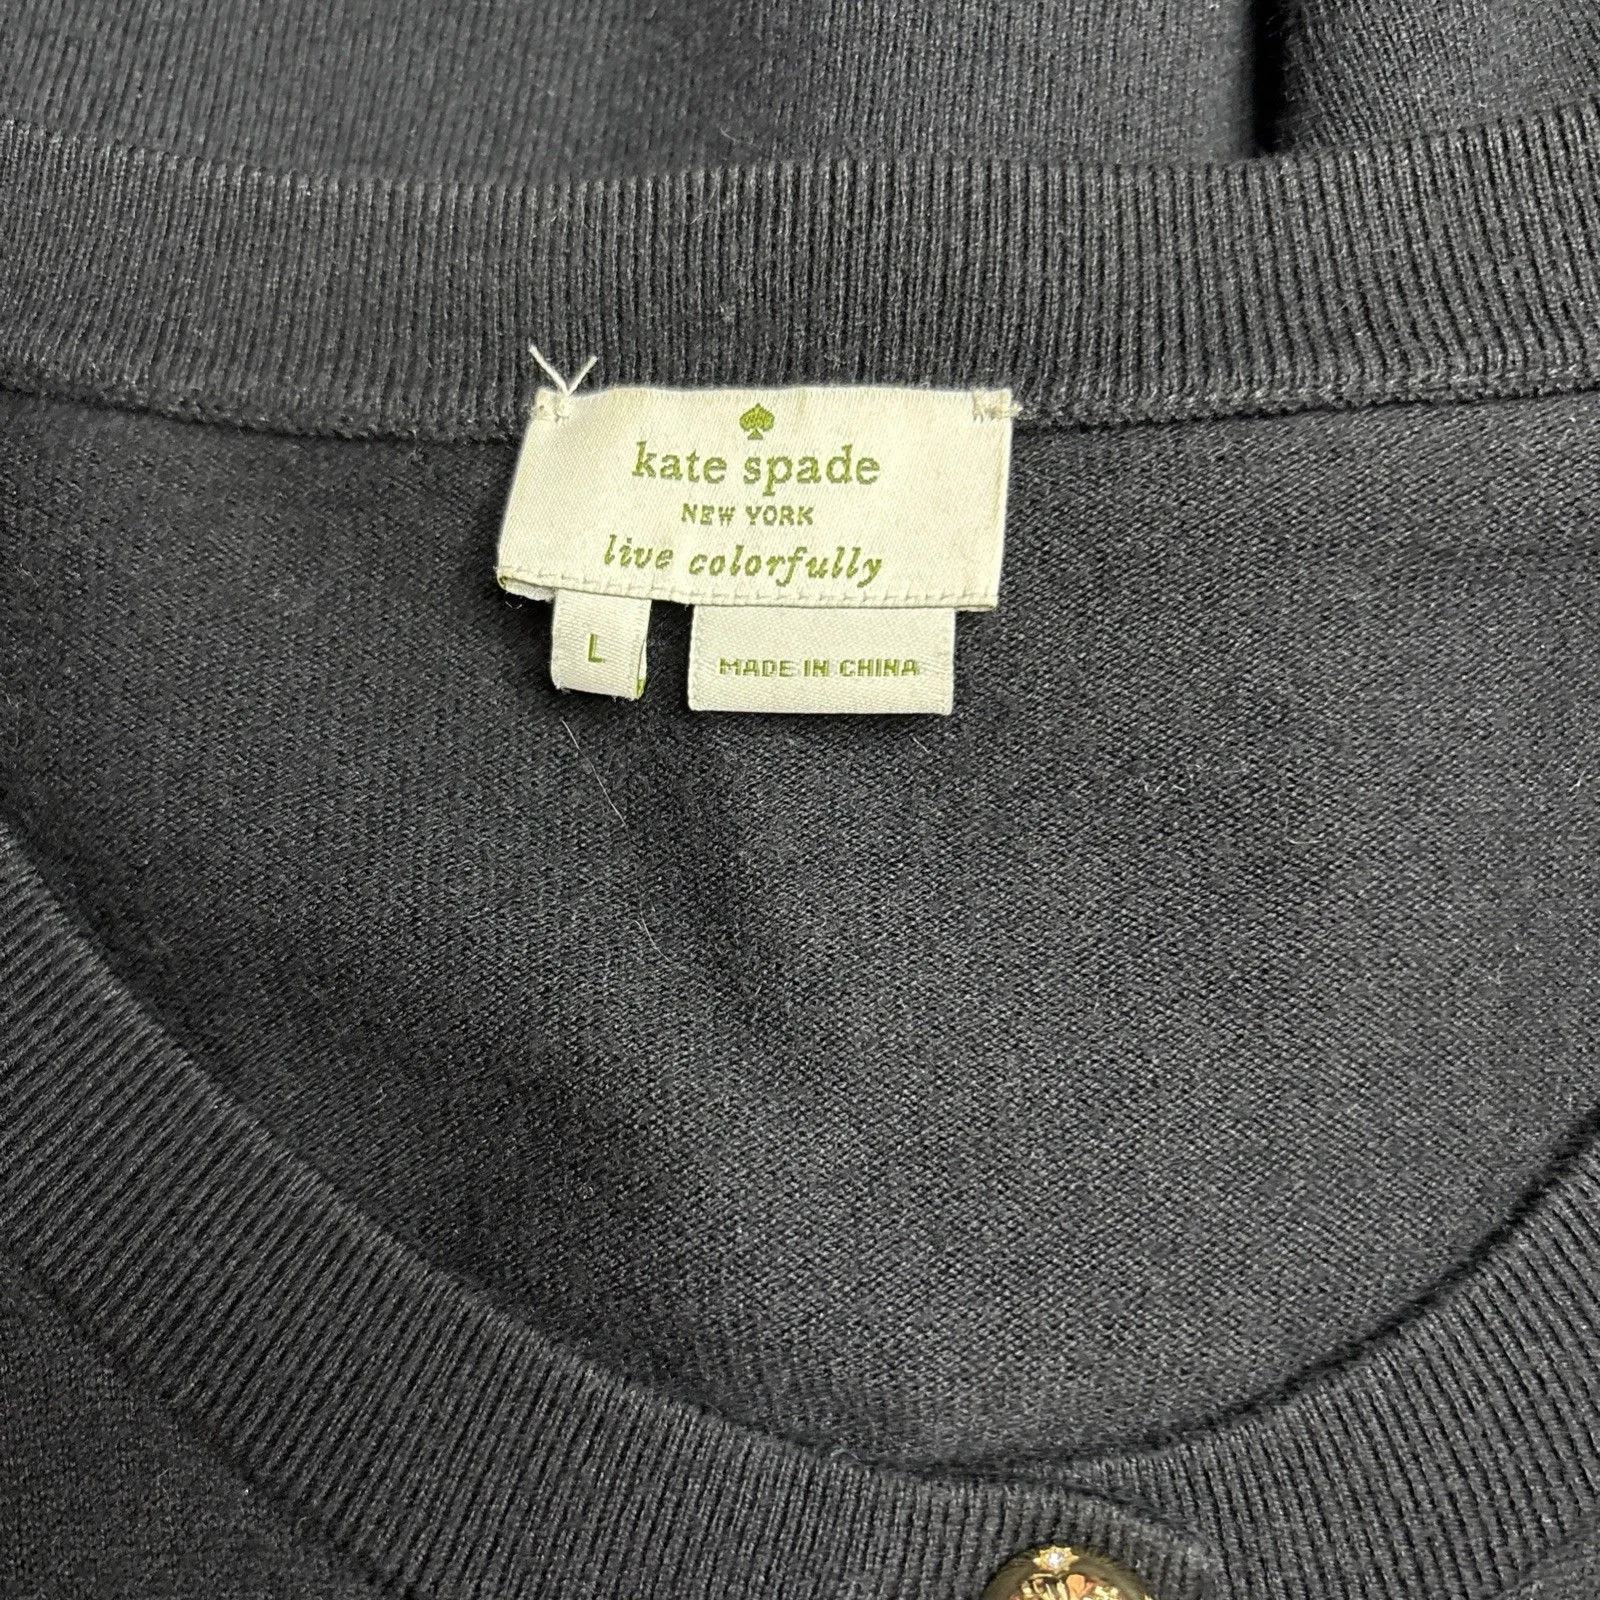 kate spade
NEW YORK
live colorfully
L
MADE IN CHINA